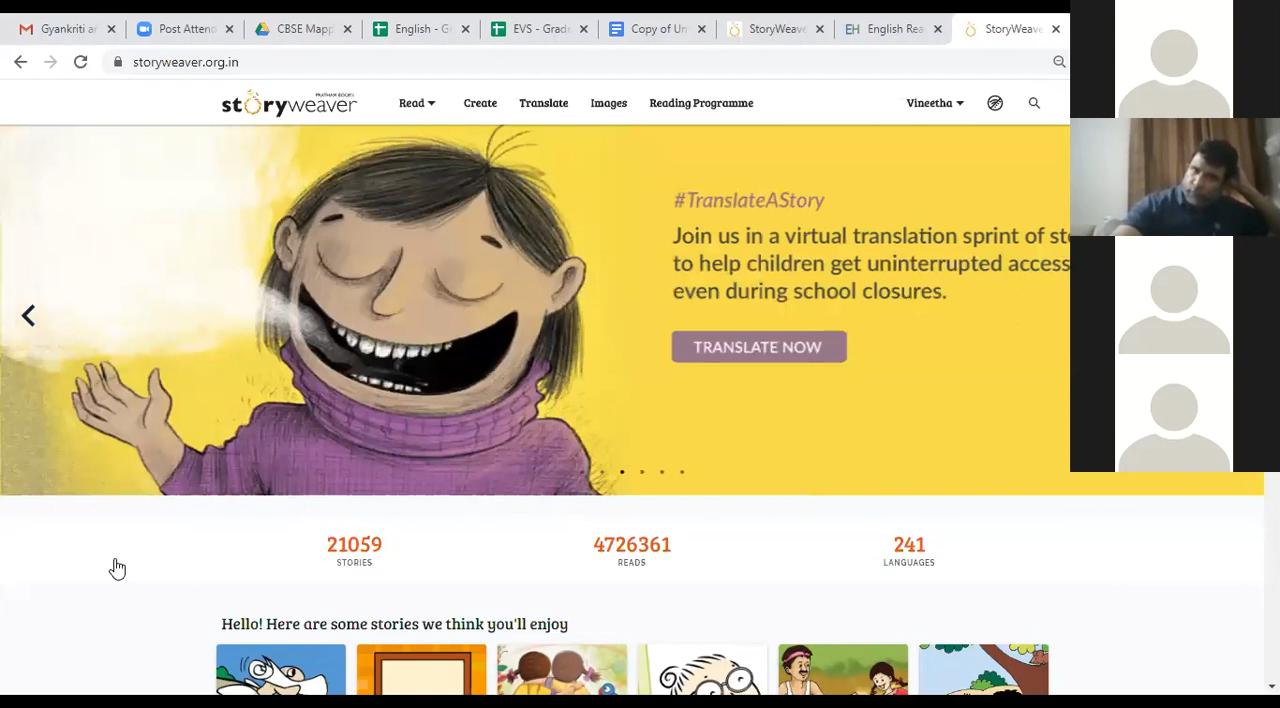 Gyankriti a
Post Attend
CBSE Mapp
English - G
EVS - Grade
Copy of Un
StoryWeave
English Rea
StoryWeave
storyweaver.org.in
PRATHAM BOOKS
storyweaver
Read
Create
Translate
Images
Reading Programme
Vineetha
#TranslateAStory
Join us in a virtual translation sprint of st
to help children get uninterrupted access
even during school closures.
TRANSLATE NOW
21059
4726361
241
STORIES
READS
LANGUAGES
Hello! Here are some stories we think you'll enjoy